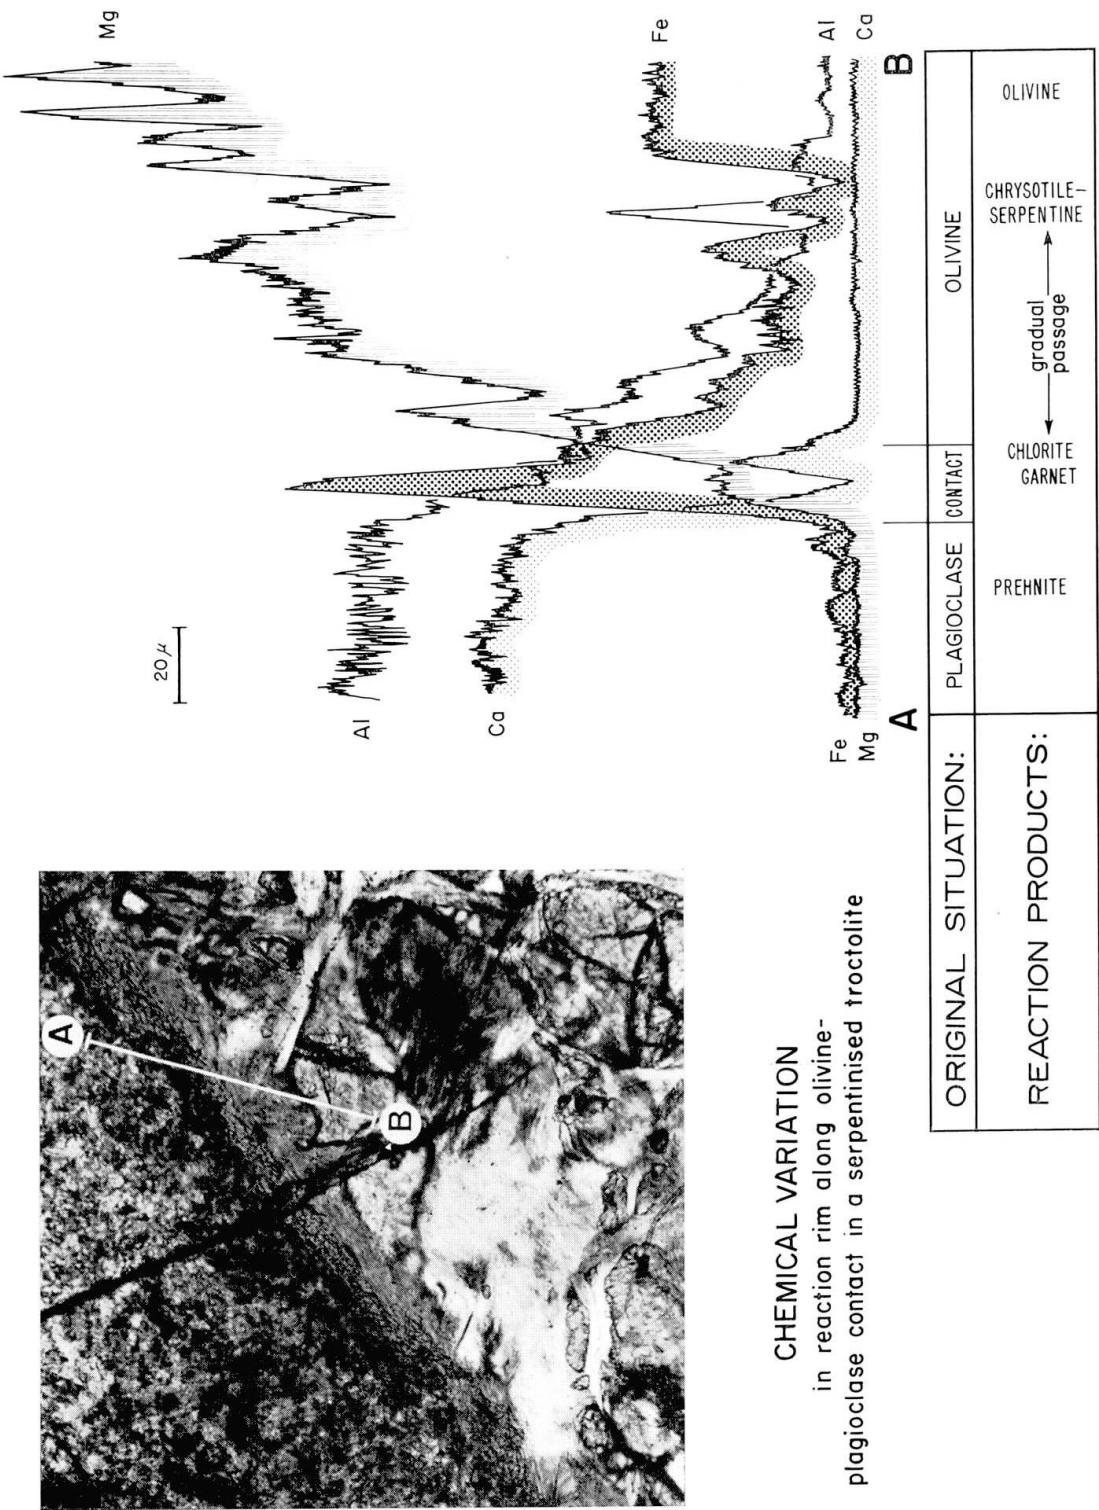 A
B
CHEMICAL VARIATION
in reaction rim along olivine-
plagioclase contact in a serpentinised troctolite
20 μ
Mg
Al
Ca
Fe
Fe
Mg
Al
Ca
A
B
ORIGINAL SITUATION:
PLAGIOCLASE
CONTACT
OLIVINE
REACTION PRODUCTS:
PREHNITE
CHLORITE
GARNET
gradual
passage
CHRYSOTILE-
SERPENTINE
OLIVINE